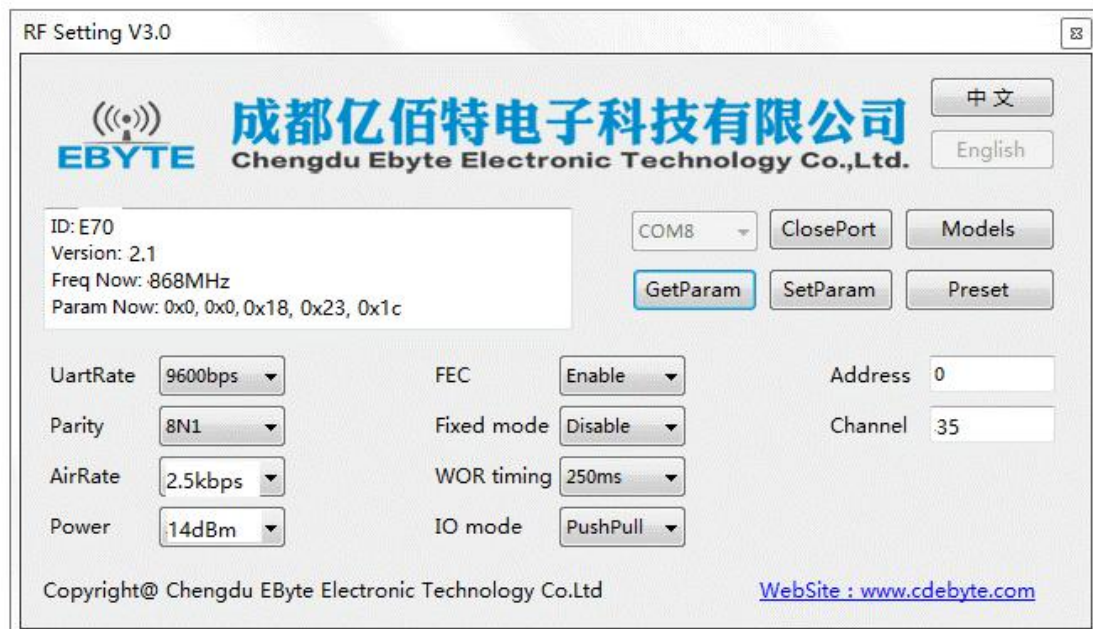 RF Setting V3.0
EBYTE
成都亿佰特电子科技有限公司
Chengdu Ebyte Electronic Technology Co.,Ltd.
中文
English
ID: E70
Version: 2.1
Freq Now: 868MHz
Param Now: 0x0, 0x0, 0x18, 0x23, 0x1c
COM8 ClosePort Models
GetParam SetParam Preset
UartRate 9600bps FEC Enable Address 0
Parity 8N1 Fixed mode Disable Channel 35
AirRate 2.5kbps WOR timing 250ms
Power 14dBm IO mode PushPull
Copyright@ Chengdu EByte Electronic Technology Co.Ltd WebSite : www.cdebyte.com